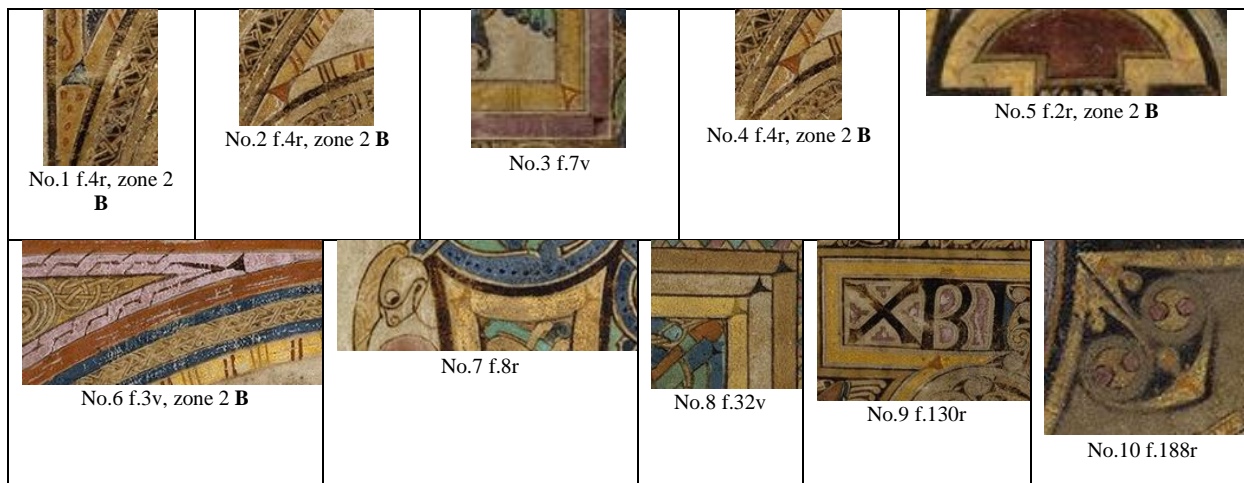 No.1 f.4r, zone 2
B
No.2 f.4r, zone 2 B
No.3 f.7v
No.4 f.4r, zone 2 B
No.5 f.2r, zone 2 B
No.6 f.3v, zone 2 B
No.7 f.8r
No.8 f.32v
XRI
No.9 f.130r
No.10 f.188r